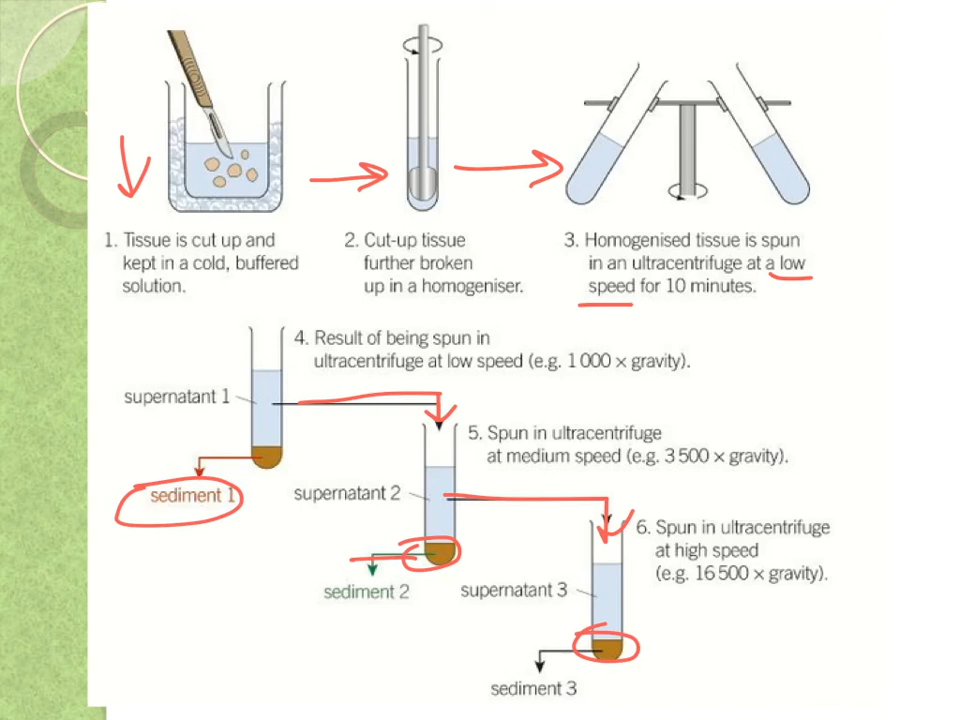 1. Tissue is cut up and
kept in a cold, buffered
solution.
2. Cut-up tissue
further broken
up in a homogeniser.
3. Homogenised tissue is spun
in an ultracentrifuge at a low
speed for 10 minutes.
4. Result of being spun in
ultracentrifuge at low speed (e.g. 1 000 × gravity).
supernatant 1
sediment 1
5. Spun in ultracentrifuge
at medium speed (e.g. 3 500 × gravity).
supernatant 2
sediment 2
6. Spun in ultracentrifuge
at high speed
(e.g. 16 500 × gravity).
supernatant 3
sediment 3